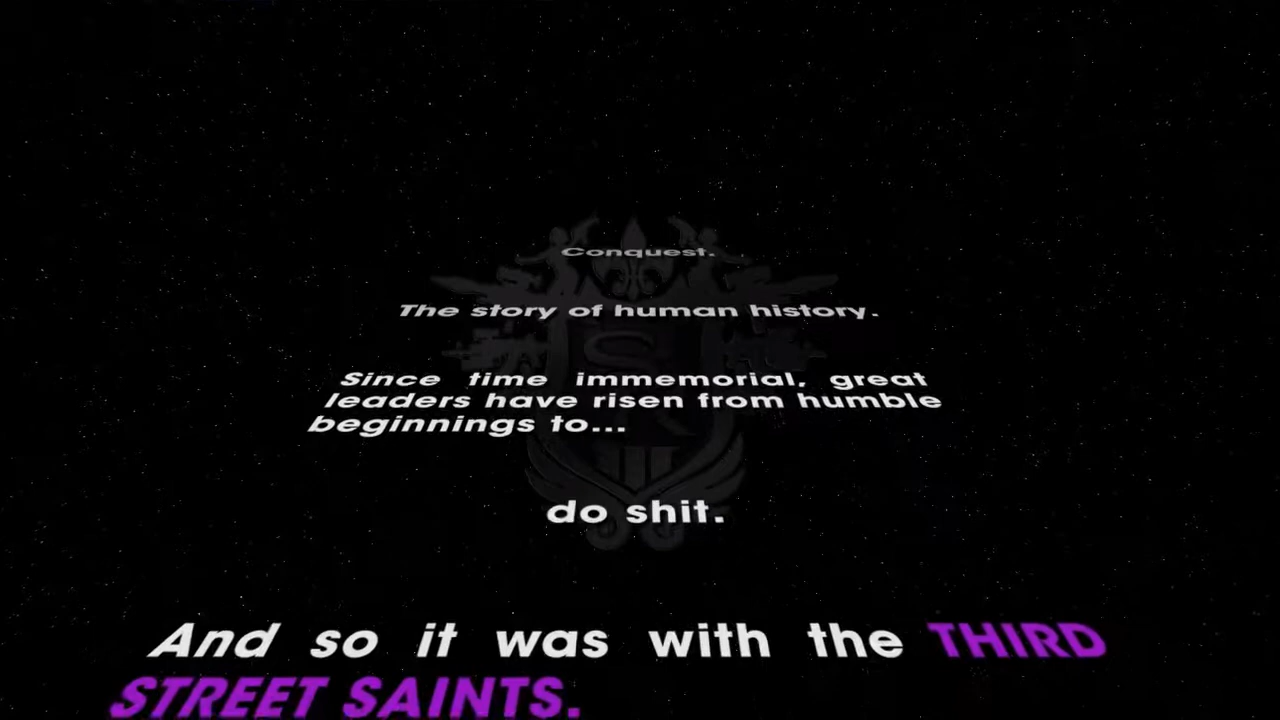 Conquest.
The story of human history.
Since time immemorial, great
leaders have risen from humble
beginnings to...
do shit.
And so it was with the THIRD
STREET SAINTS.